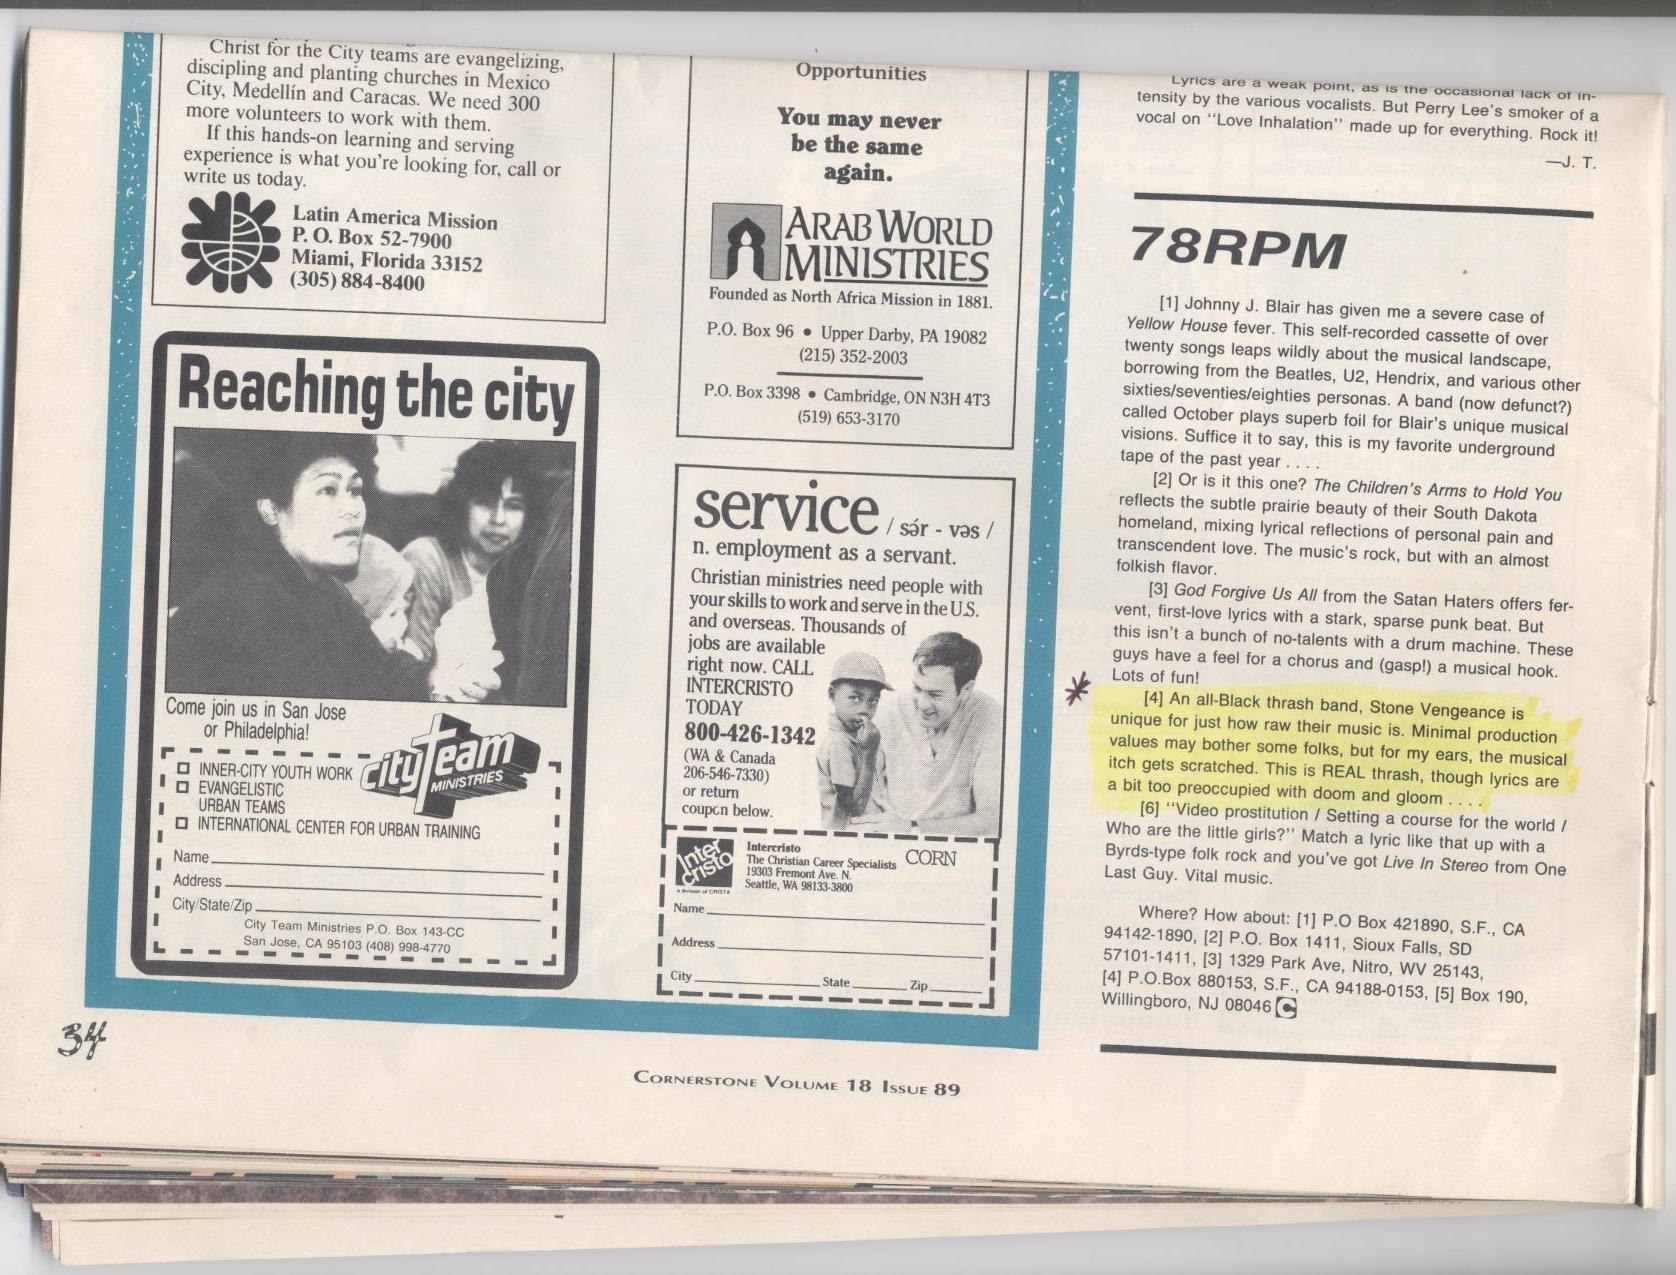 Christ for the City teams are evangelizing,
discipling and planting churches in Mexico
City, Medellín and Caracas. We need 300
more volunteers to work with them.
If this hands-on learning and serving
experience is what you're looking for, call or
write us today.
Latin America Mission
P. O. Box 52-7900
Miami, Florida 33152
(305) 884-8400
Reaching the city
Come join us in San Jose
or Philadelphia!
cityteam
MINISTRIES
INNER-CITY YOUTH WORK
EVANGELISTIC
URBAN TEAMS
INTERNATIONAL CENTER FOR URBAN TRAINING
Name
Address
City/State/Zip
City Team Ministries P.O. Box 143-CC
San Jose, CA 95103 (408) 998-4770
Opportunities
You may never
be the same
again.
ARAB WORLD
MINISTRIES
Founded as North Africa Mission in 1881.
P.O. Box 96 • Upper Darby, PA 19082
(215) 352-2003
P.O. Box 3398 • Cambridge, ON N3H 4T3
(519) 653-3170
service / sər - vəs /
n. employment as a servant.
Christian ministries need people with
your skills to work and serve in the U.S.
and overseas. Thousands of
jobs are available
right now. CALL
INTERCRISTO
TODAY
800-426-1342
(WA & Canada
206-546-7330)
or return
coupon below.
Inter
cristo
a division of CRISTA
Intercristo
The Christian Career Specialists
19303 Fremont Ave. N.
Seattle, WA 98133-3800
CORN
Name
Address
City State Zip
Lyrics are a weak point, as is the occasional lack of in-
tensity by the various vocalists. But Perry Lee's smoker of a
vocal on "Love Inhalation" made up for everything. Rock it!
—J. T.
78RPM
[1] Johnny J. Blair has given me a severe case of
Yellow House fever. This self-recorded cassette of over
twenty songs leaps wildly about the musical landscape,
borrowing from the Beatles, U2, Hendrix, and various other
sixties/seventies/eighties personas. A band (now defunct?)
called October plays superb foil for Blair's unique musical
visions. Suffice it to say, this is my favorite underground
tape of the past year . . . .
[2] Or is it this one? The Children's Arms to Hold You
reflects the subtle prairie beauty of their South Dakota
homeland, mixing lyrical reflections of personal pain and
transcendent love. The music's rock, but with an almost
folkish flavor.
[3] God Forgive Us All from the Satan Haters offers fer-
vent, first-love lyrics with a stark, sparse punk beat. But
this isn't a bunch of no-talents with a drum machine. These
guys have a feel for a chorus and (gasp!) a musical hook.
Lots of fun!
[4] An all-Black thrash band, Stone Vengeance is
unique for just how raw their music is. Minimal production
values may bother some folks, but for my ears, the musical
itch gets scratched. This is REAL thrash, though lyrics are
a bit too preoccupied with doom and gloom . . . .
[6] "Video prostitution / Setting a course for the world /
Who are the little girls?" Match a lyric like that up with a
Byrds-type folk rock and you've got Live In Stereo from One
Last Guy. Vital music.
Where? How about: [1] P.O Box 421890, S.F., CA
94142-1890, [2] P.O. Box 1411, Sioux Falls, SD
57101-1411, [3] 1329 Park Ave, Nitro, WV 25143,
[4] P.O.Box 880153, S.F., CA 94188-0153, [5] Box 190,
Willingboro, NJ 08046 C
34
CORNERSTONE VOLUME 18 ISSUE 89